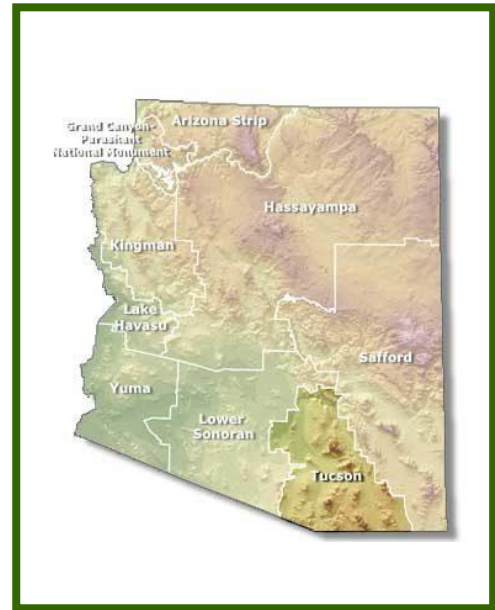 Arizona Strip
Grand Canyon-
Parashant
National Monument
Hassayampa
Kingman
Lake
Havasu
Safford
Yuma
Lower
Sonoran
Tucson